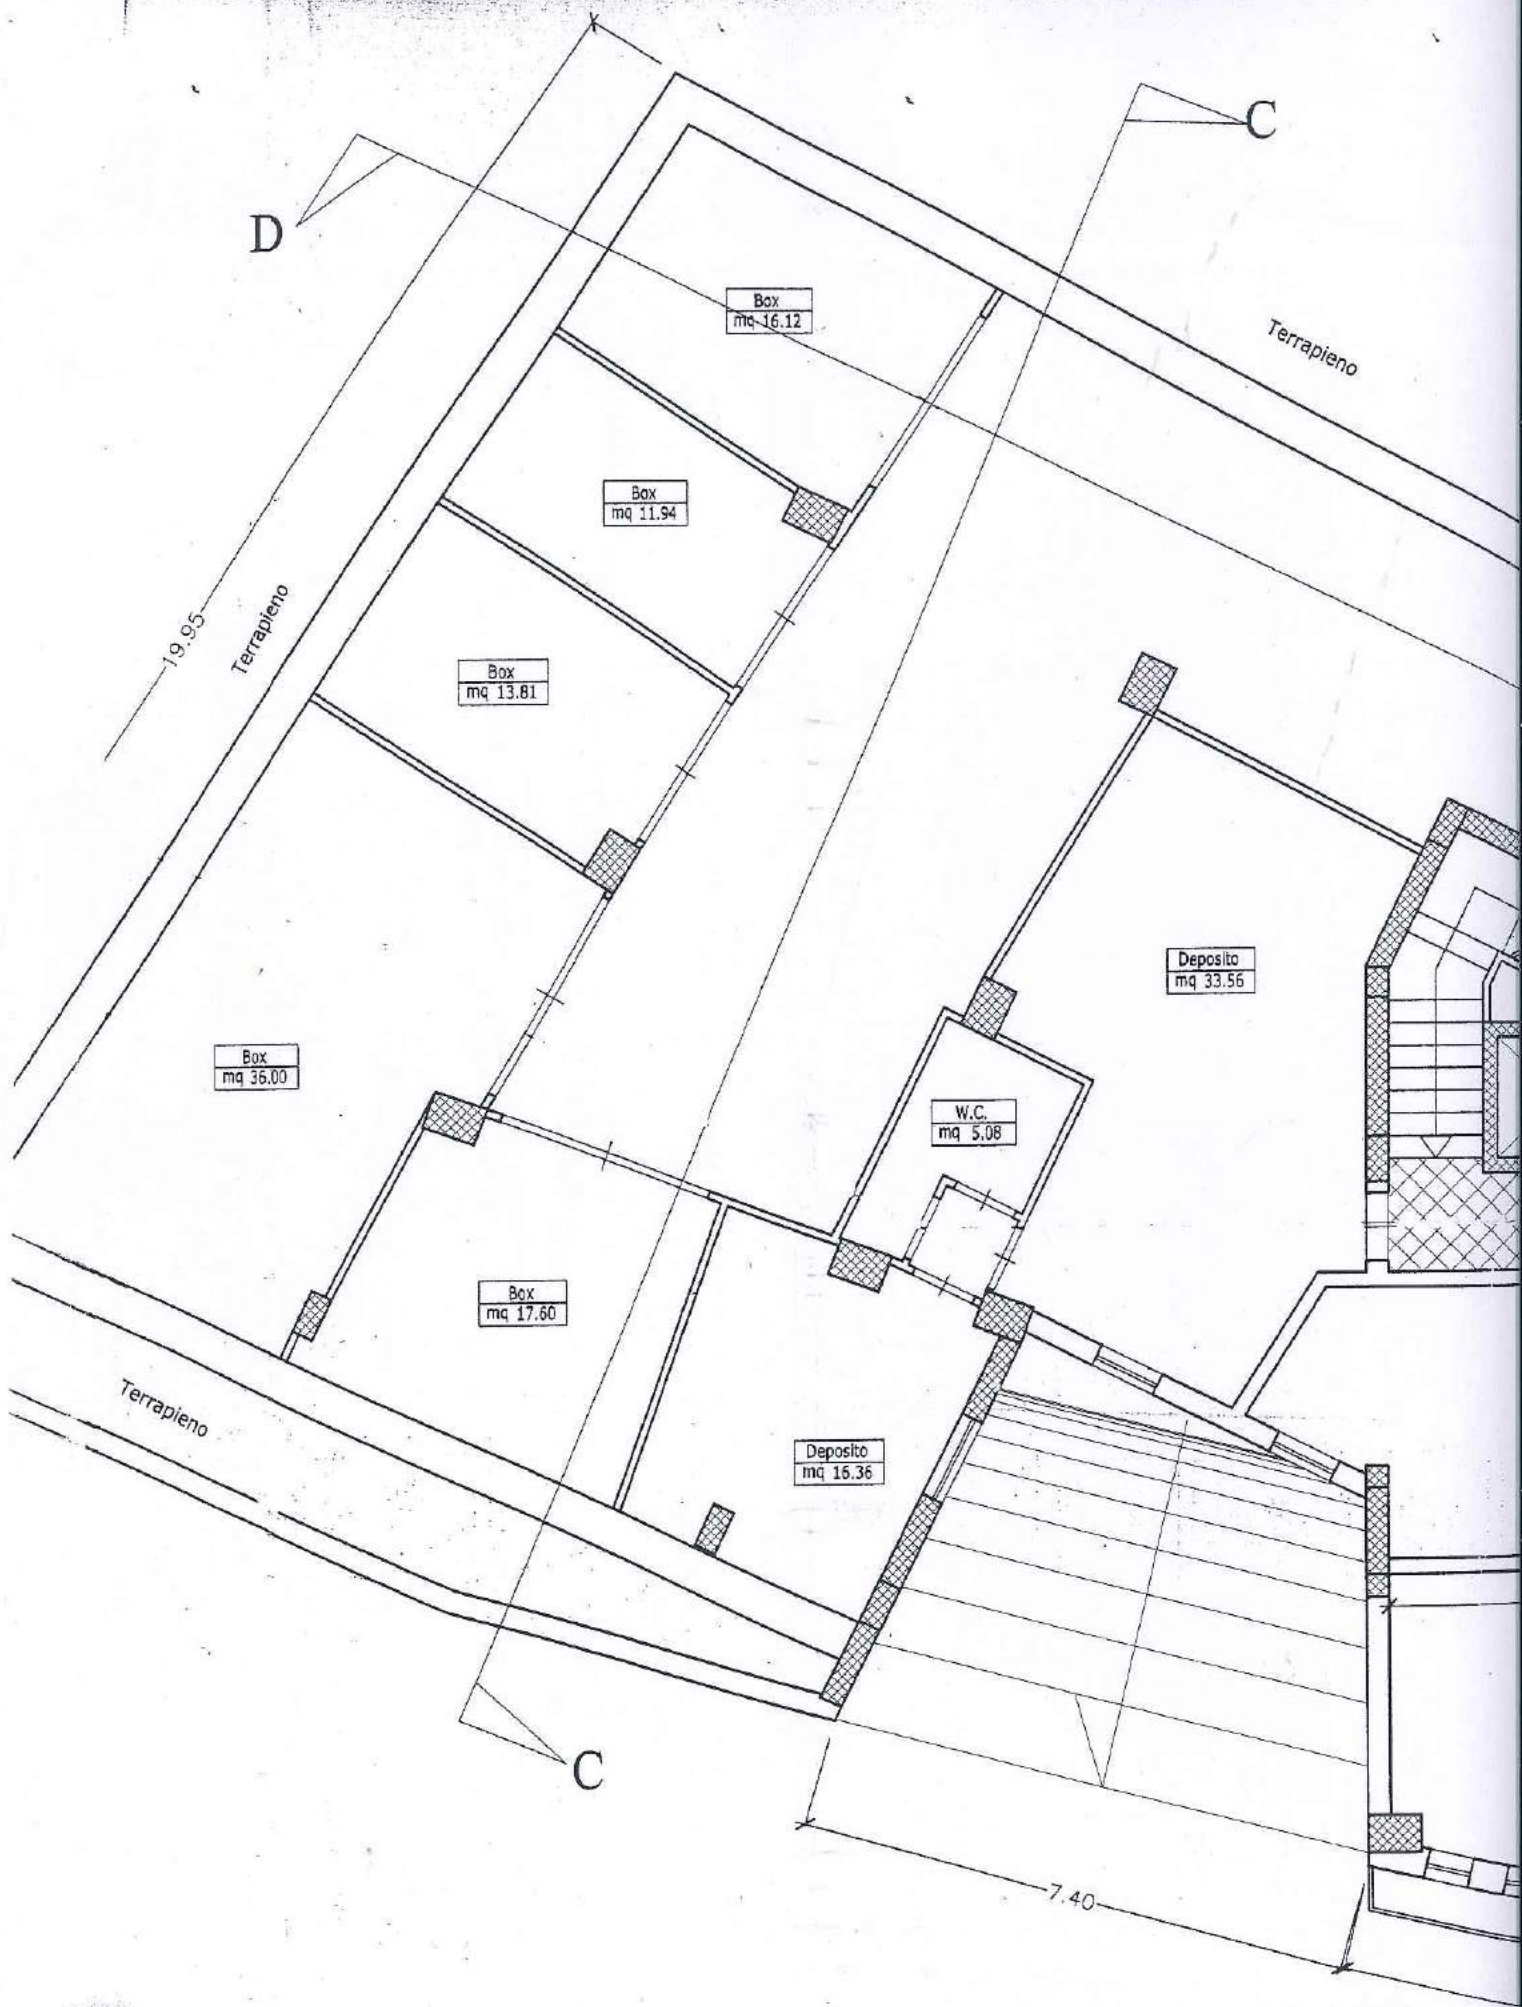 C
D
Box
mq 16.12
Terrapieno
Box
mq 11.94
19.95
Terrapieno
Box
mq 13.81
Deposito
mq 33.56
Box
mq 36.00
W.C.
mq 5.08
Box
mq 17.60
Terrapieno
Deposito
mq 16.36
C
7.40